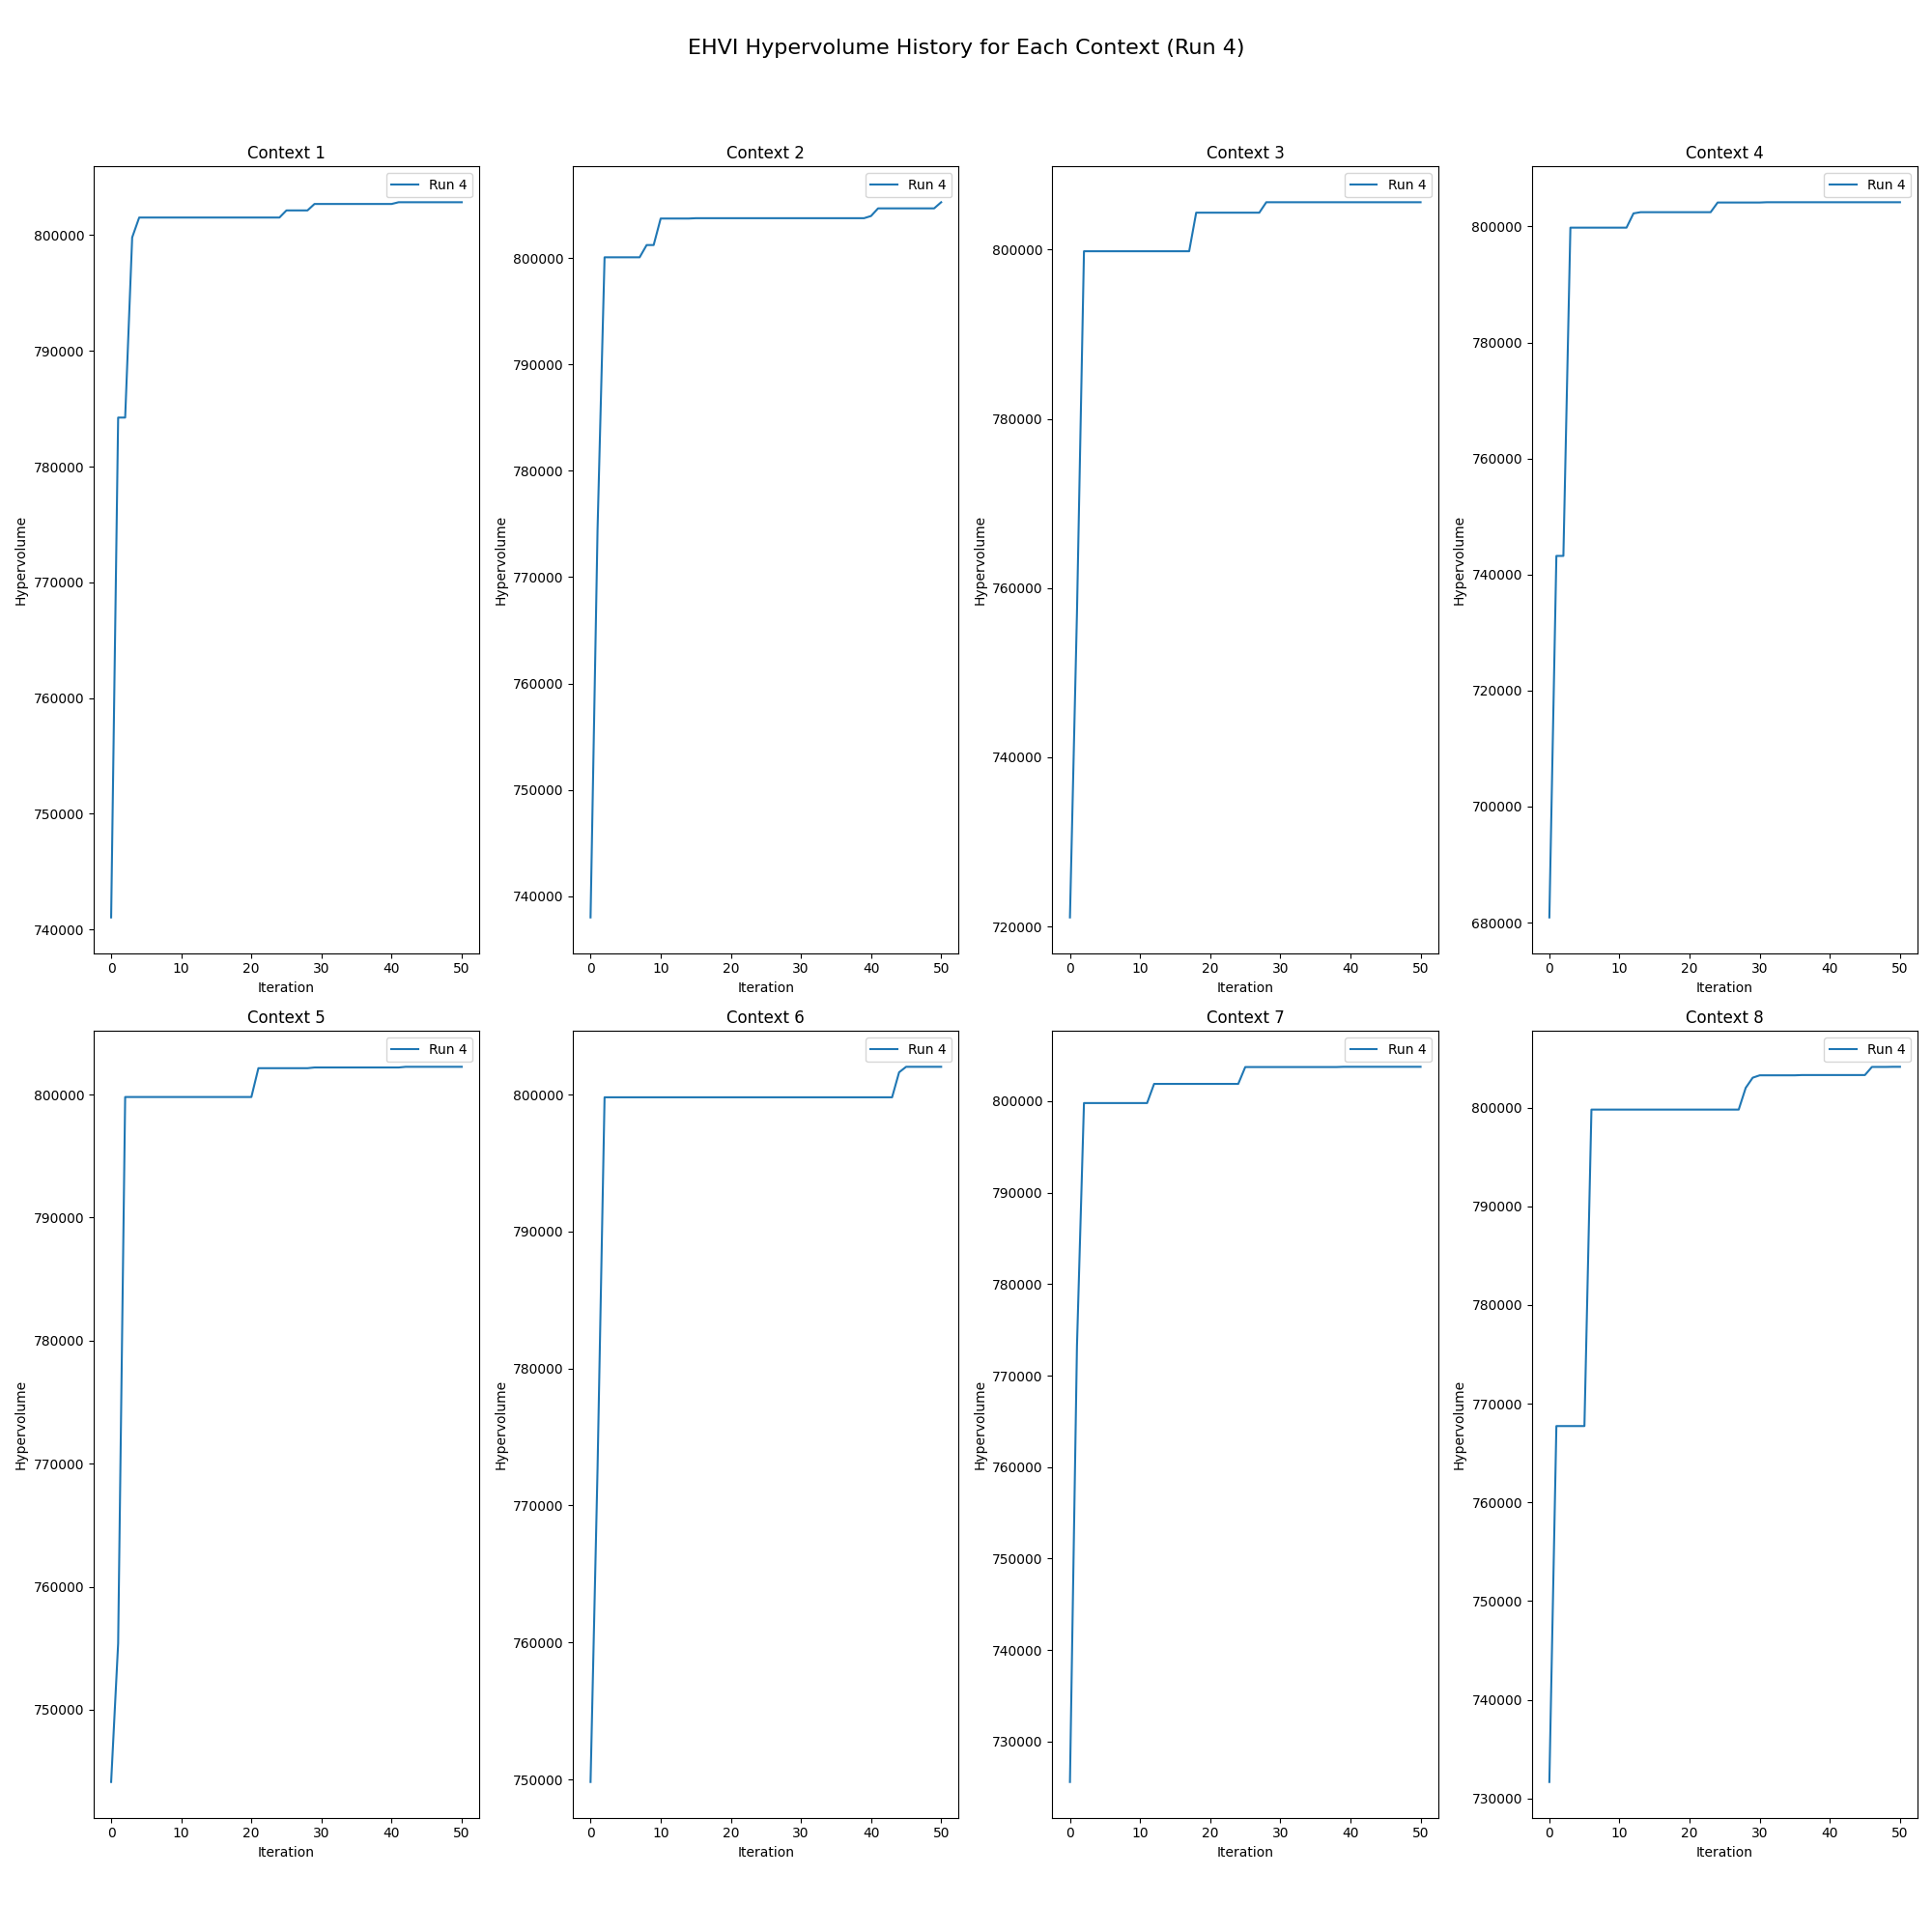 EHVI Hypervolume History for Each Context (Run 4)
Context 1
Run 4
800000
790000
780000
770000
760000
750000
740000
Hypervolume
0 10 20 30 40 50
Iteration
Context 2
Run 4
800000
790000
780000
770000
760000
750000
740000
Hypervolume
0 10 20 30 40 50
Iteration
Context 3
Run 4
800000
780000
760000
740000
720000
Hypervolume
0 10 20 30 40 50
Iteration
Context 4
Run 4
800000
780000
760000
740000
720000
700000
680000
Hypervolume
0 10 20 30 40 50
Iteration
Context 5
Run 4
800000
790000
780000
770000
760000
750000
Hypervolume
0 10 20 30 40 50
Iteration
Context 6
Run 4
800000
790000
780000
770000
760000
750000
Hypervolume
0 10 20 30 40 50
Iteration
Context 7
Run 4
800000
790000
780000
770000
760000
750000
740000
730000
Hypervolume
0 10 20 30 40 50
Iteration
Context 8
Run 4
800000
790000
780000
770000
760000
750000
740000
730000
Hypervolume
0 10 20 30 40 50
Iteration